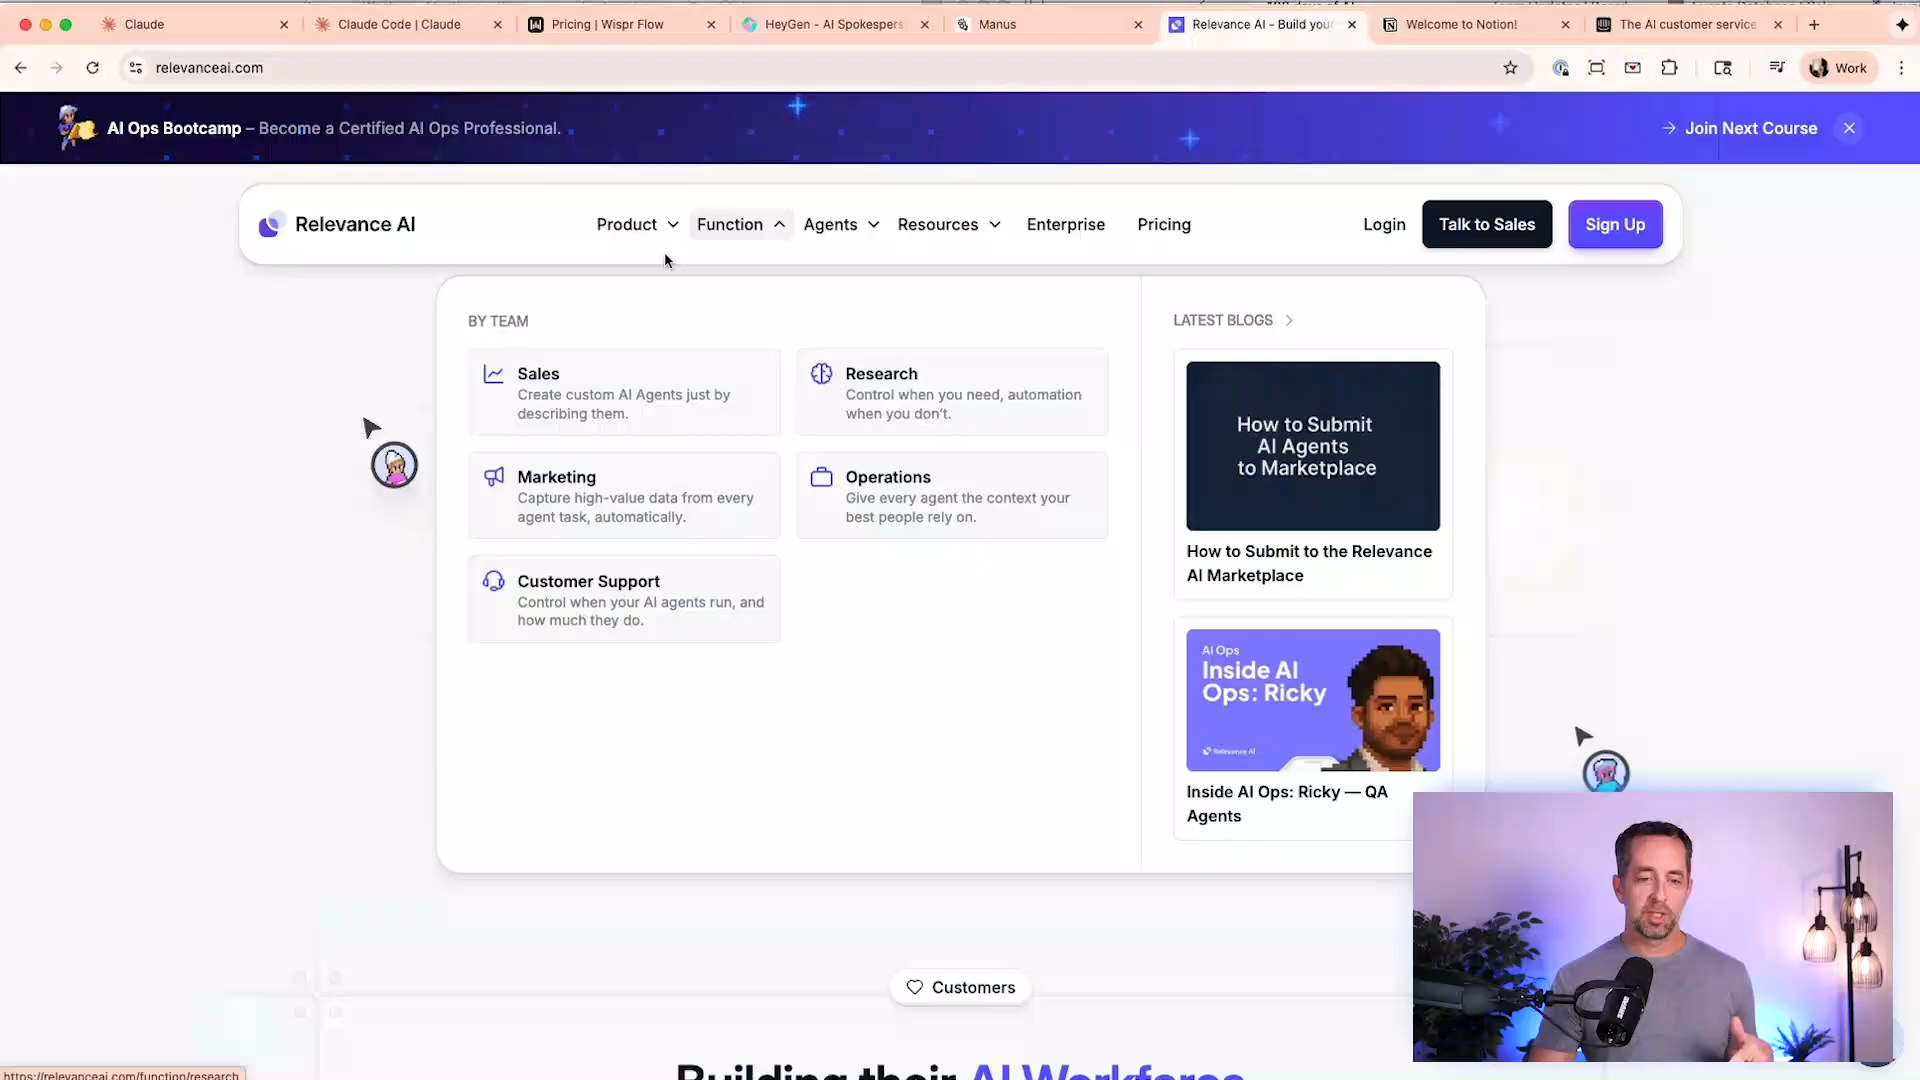 Claude
Claude Code | Claude
Pricing | Wispr Flow
HeyGen - AI Spokespers
Manus
Relevance AI - Build your
Welcome to Notion!
The AI customer service
relevanceai.com
Work
AI Ops Bootcamp – Become a Certified AI Ops Professional.
Join Next Course
Relevance AI
Product
Function
Agents
Resources
Enterprise
Pricing
Login
Talk to Sales
Sign Up
BY TEAM
Sales
Create custom AI Agents just by
describing them.
Research
Control when you need, automation
when you don't.
Marketing
Capture high-value data from every
agent task, automatically.
Operations
Give every agent the context your
best people rely on.
Customer Support
Control when your AI agents run, and
how much they do.
LATEST BLOGS
How to Submit
AI Agents
to Marketplace
How to Submit to the Relevance
AI Marketplace
AI Ops
Inside AI
Ops: Ricky
Relevance AI
Inside AI Ops: Ricky — QA
Agents
Customers
Building their AI Workforce
https://relevanceai.com/function/research